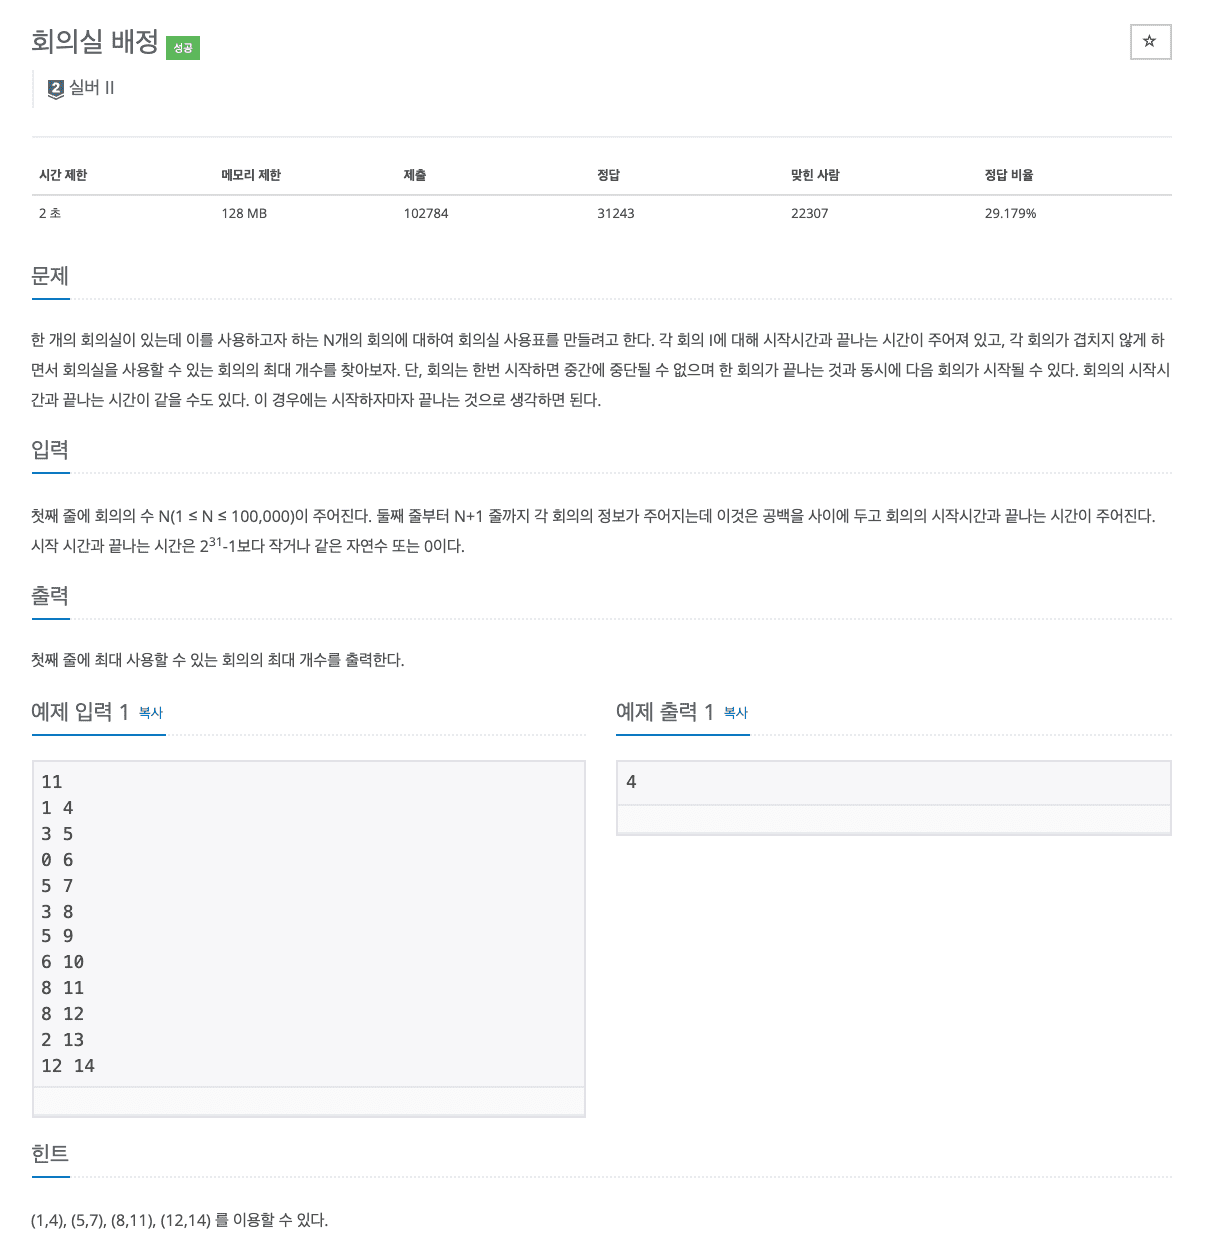 회의실 배정 성공
☆
2 실버 II
시간 제한 메모리 제한 제출 정답 맞힌 사람 정답 비율
2 초 128 MB 102784 31243 22307 29.179%
문제
한 개의 회의실이 있는데 이를 사용하고자 하는 N개의 회의에 대하여 회의실 사용표를 만들려고 한다. 각 회의 I에 대해 시작시간과 끝나는 시간이 주어져 있고, 각 회의가 겹치지 않게 하
면서 회의실을 사용할 수 있는 회의의 최대 개수를 찾아보자. 단, 회의는 한번 시작하면 중간에 중단될 수 없으며 한 회의가 끝나는 것과 동시에 다음 회의가 시작될 수 있다. 회의의 시작시
간과 끝나는 시간이 같을 수도 있다. 이 경우에는 시작하자마자 끝나는 것으로 생각하면 된다.
입력
첫째 줄에 회의의 수 N(1 ≤ N ≤ 100,000)이 주어진다. 둘째 줄부터 N+1 줄까지 각 회의의 정보가 주어지는데 이것은 공백을 사이에 두고 회의의 시작시간과 끝나는 시간이 주어진다.
시작 시간과 끝나는 시간은 2³¹-1보다 작거나 같은 자연수 또는 0이다.
출력
첫째 줄에 최대 사용할 수 있는 회의의 최대 개수를 출력한다.
예제 입력 1 복사
11
1 4
3 5
0 6
5 7
3 8
5 9
6 10
8 11
8 12
2 13
12 14
예제 출력 1 복사
4
힌트
(1,4), (5,7), (8,11), (12,14) 를 이용할 수 있다.